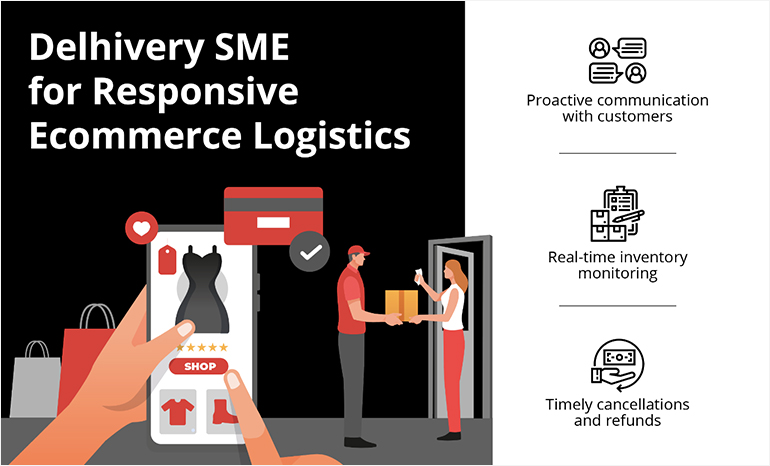 Delhivery SME
for Responsive
Ecommerce Logistics
SHOP
Proactive communication
with customers
Real-time inventory
monitoring
Timely cancellations
and refunds